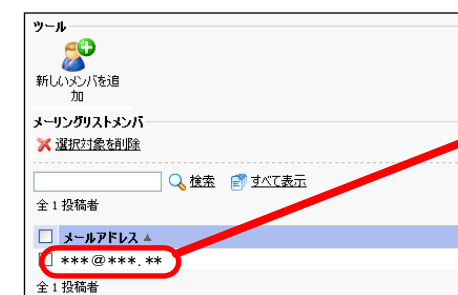 ツール
新しいメンバを追
加
メーリングリストメンバ
選択対象を削除
検索 すべて表示
全 1 投稿者
メールアドレス ▲
***@***.**
全 1 投稿者